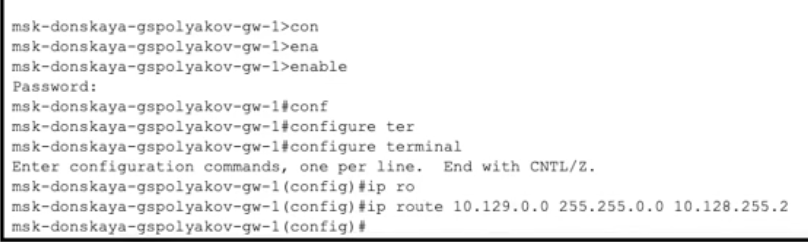 msk-donskaya-gspolyakov-gw-1>con
msk-donskaya-gspolyakov-gw-1>ena
msk-donskaya-gspolyakov-gw-1>enable
Password:
msk-donskaya-gspolyakov-gw-1#conf
msk-donskaya-gspolyakov-gw-1#configure ter
msk-donskaya-gspolyakov-gw-1#configure terminal
Enter configuration commands, one per line.  End with CNTL/Z.
msk-donskaya-gspolyakov-gw-1(config)#ip ro
msk-donskaya-gspolyakov-gw-1(config)#ip route 10.129.0.0 255.255.0.0 10.128.255.2
msk-donskaya-gspolyakov-gw-1(config)#